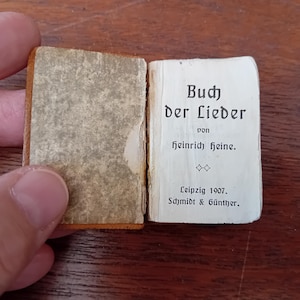 Buch
der Lieder
von
Heinrich Heine.
Leipzig 1907.
Schmidt & Günther.